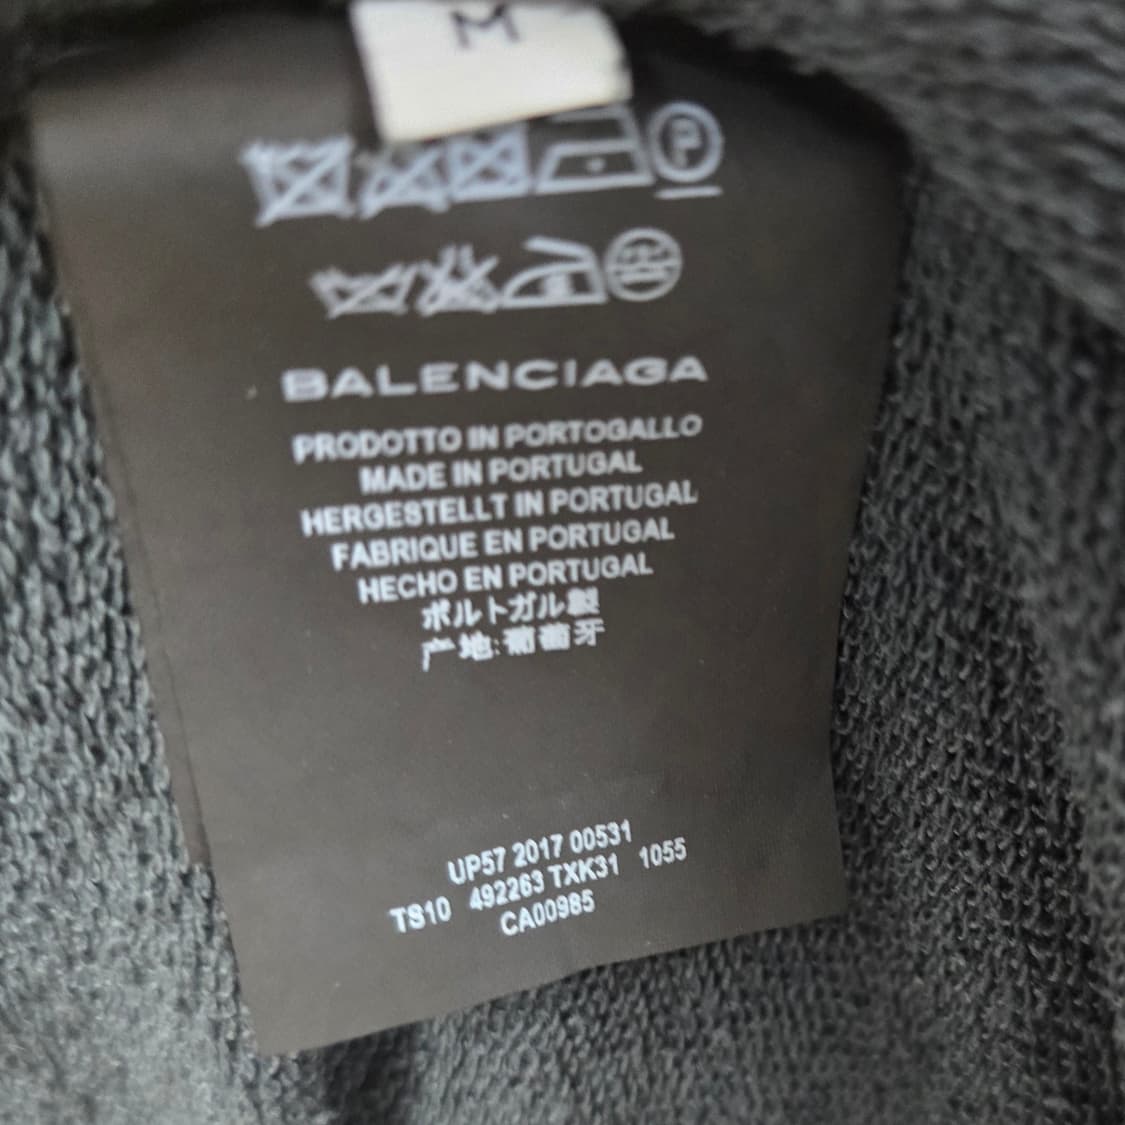 M
P
BALENCIAGA
PRODOTTO IN PORTOGALLO
MADE IN PORTUGAL
HERGESTELLT IN PORTUGAL
FABRIQUE EN PORTUGAL
HECHO EN PORTUGAL
ポルトガル製
产地:葡萄牙
UP57 2017 00531
TS10 492263 TXK31 1055
CA00985